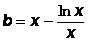 b = x - ln x / x